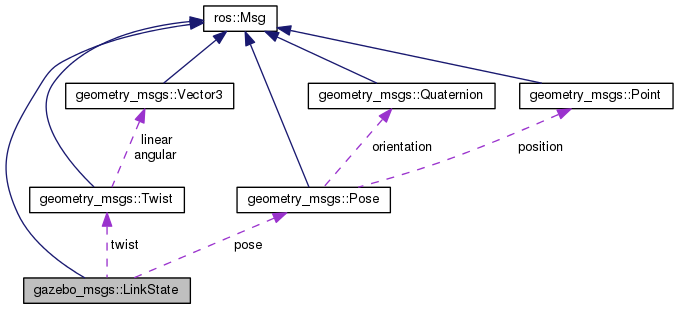 ros::Msg
geometry_msgs::Vector3
geometry_msgs::Quaternion
geometry_msgs::Point
linear
angular
orientation
position
geometry_msgs::Twist
geometry_msgs::Pose
twist
pose
gazebo_msgs::LinkState